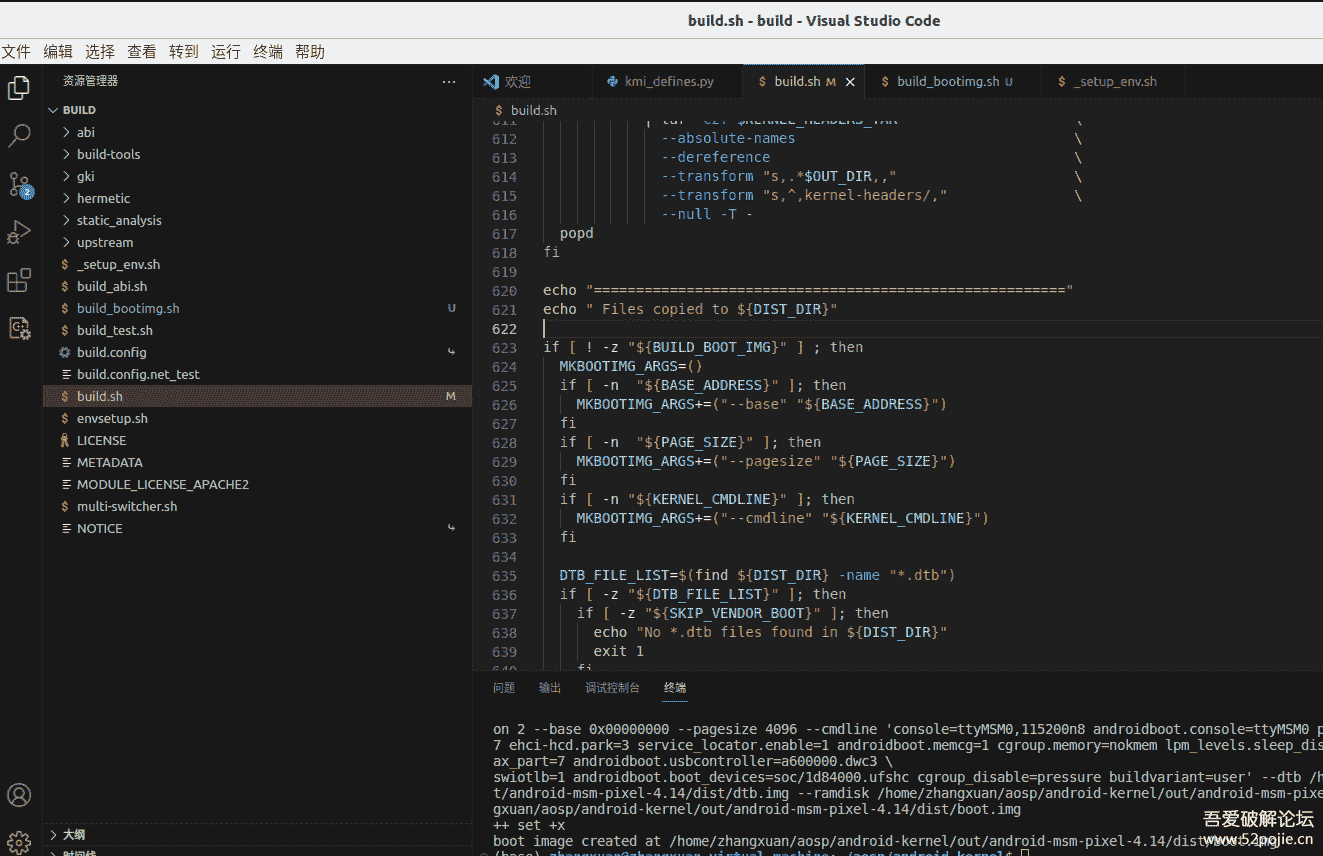 build.sh - build - Visual Studio Code
文件 编辑 选择 查看 转到 运行 终端 帮助
资源管理器
BUILD
abi
build-tools
gki
hermetic
static_analysis
upstream
$ _setup_env.sh
$ build_abi.sh
$ build_bootimg.sh U
$ build_test.sh
build.config
build.config.net_test
$ build.sh M
$ envsetup.sh
LICENSE
METADATA
MODULE_LICENSE_APACHE2
$ multi-switcher.sh
NOTICE
大纲
2
欢迎 kmi_defines.py $ build.sh M $ build_bootimg.sh U $ _setup_env.sh
$ build.sh
612 --absolute-names \
613 --dereference \
614 --transform "s,.*$OUT_DIR,," \
615 --transform "s,^,kernel-headers/," \
616 --null -T -
617 popd
618 fi
619
620 echo "========================================================"
621 echo " Files copied to ${DIST_DIR}"
622
623 if [ ! -z "${BUILD_BOOT_IMG}" ] ; then
624 MKBOOTIMG_ARGS=()
625 if [ -n  "${BASE_ADDRESS}" ]; then
626 MKBOOTIMG_ARGS+=("--base" "${BASE_ADDRESS}")
627 fi
628 if [ -n  "${PAGE_SIZE}" ]; then
629 MKBOOTIMG_ARGS+=("--pagesize" "${PAGE_SIZE}")
630 fi
631 if [ -n "${KERNEL_CMDLINE}" ]; then
632 MKBOOTIMG_ARGS+=("--cmdline" "${KERNEL_CMDLINE}")
633 fi
634
635 DTB_FILE_LIST=$(find ${DIST_DIR} -name "*.dtb")
636 if [ -z "${DTB_FILE_LIST}" ]; then
637 if [ -z "${SKIP_VENDOR_BOOT}" ]; then
638 echo "No *.dtb files found in ${DIST_DIR}"
639 exit 1
问题 输出 调试控制台 终端
on 2 --base 0x00000000 --pagesize 4096 --cmdline 'console=ttyMSM0,115200n8 androidboot.console=ttyMSM0 p
7 ehci-hcd.park=3 service_locator.enable=1 androidboot.memcg=1 cgroup.memory=nokmem lpm_levels.sleep_dis
ax_part=7 androidboot.usbcontroller=a600000.dwc3 \
swiotlb=1 androidboot.boot_devices=soc/1d84000.ufshc cgroup_disable=pressure buildvariant=user' --dtb /h
t/android-msm-pixel-4.14/dist/dtb.img --ramdisk /home/zhangxuan/aosp/android-kernel/out/android-msm-pixe
gxuan/aosp/android-kernel/out/android-msm-pixel-4.14/dist/boot.img
++ set +x
boot image created at /home/zhangxuan/aosp/android-kernel/out/android-msm-pixel-4.14/dist/boot.img
吾爱破解论坛
www.52pojie.cn